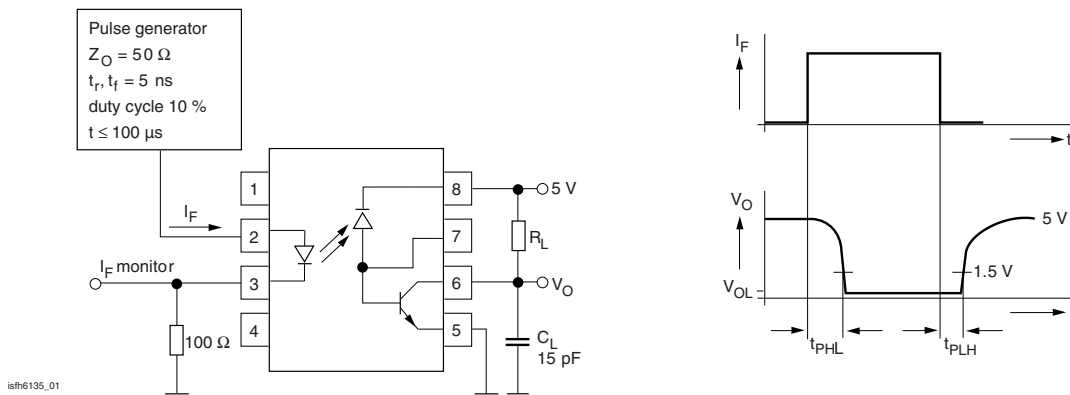 Pulse generator
Z_O = 50 Ω
t_r, t_f = 5 ns
duty cycle 10 %
t ≤ 100 μs
1
2
3
4
8
7
6
5
I_F
I_F monitor
100 Ω
5 V
R_L
V_O
C_L
15 pF
isfh6135_01
I_F
t
V_O
5 V
1.5 V
V_OL
t_PHL
t_PLH